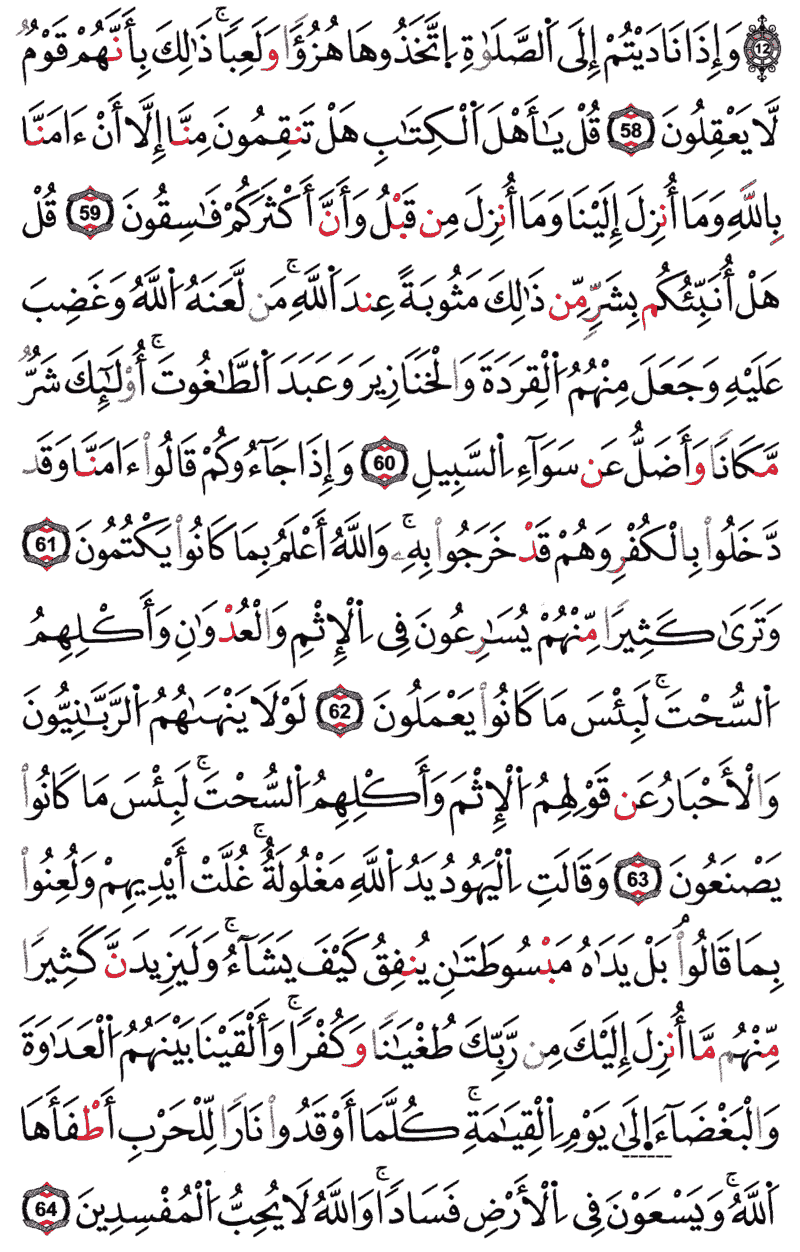 12 وَإِذَا نَادَيْتُمْ إِلَى ٱلصَّلَوٰةِ ٱتَّخَذُوهَا هُزُؤًا وَلَعِبًا ۚ ذَٰلِكَ بِأَنَّهُمْ قَوْمٌ
لَّا يَعْقِلُونَ 58 قُلْ يَـٰٓأَهْلَ ٱلْكِتَـٰبِ هَلْ تَنقِمُونَ مِنَّا إِلَّا أَنْ ءَامَنَّا
بِٱللَّهِ وَمَا أُنزِلَ إِلَيْنَا وَمَا أُنزِلَ مِن قَبْلُ وَأَنَّ أَكْثَرَكُمْ فَـٰسِقُونَ 59 قُلْ
هَلْ أُنَبِّئُكُم بِشَرٍّ مِّن ذَٰلِكَ مَثُوبَةً عِندَ ٱللَّهِ ۚ مَن لَّعَنَهُ ٱللَّهُ وَغَضِبَ
عَلَيْهِ وَجَعَلَ مِنْهُمُ ٱلْقِرَدَةَ وَٱلْخَنَازِيرَ وَعَبَدَ ٱلطَّـٰغُوتَ ۚ أُو۟لَـٰٓئِكَ شَرٌّ
مَّكَانًا وَأَضَلُّ عَن سَوَآءِ ٱلسَّبِيلِ 60 وَإِذَا جَآءُوكُمْ قَالُوا۟ ءَامَنَّا وَقَد
دَّخَلُوا۟ بِٱلْكُفْرِ وَهُمْ قَدْ خَرَجُوا۟ بِهِۦ ۚ وَٱللَّهُ أَعْلَمُ بِمَا كَانُوا۟ يَكْتُمُونَ 61
وَتَرَىٰ كَثِيرًا مِّنْهُمْ يُسَـٰرِعُونَ فِى ٱلْإِثْمِ وَٱلْعُدْوَٰنِ وَأَكْلِهِمُ
ٱلسُّحْتَ ۚ لَبِئْسَ مَا كَانُوا۟ يَعْمَلُونَ 62 لَوْلَا يَنْهَىٰهُمُ ٱلرَّبَّـٰنِيُّونَ
وَٱلْأَحْبَارُ عَن قَوْلِهِمُ ٱلْإِثْمَ وَأَكْلِهِمُ ٱلسُّحْتَ ۚ لَبِئْسَ مَا كَانُوا۟
يَصْنَعُونَ 63 وَقَالَتِ ٱلْيَهُودُ يَدُ ٱللَّهِ مَغْلُولَةٌ ۚ غُلَّتْ أَيْدِيهِمْ وَلُعِنُوا۟
بِمَا قَالُوا۟ ۘ بَلْ يَدَاهُ مَبْسُوطَتَانِ يُنفِقُ كَيْفَ يَشَآءُ ۚ وَلَيَزِيدَنَّ كَثِيرًا
مِّنْهُم مَّا أُنزِلَ إِلَيْكَ مِن رَّبِّكَ طُغْيَـٰنًا وَكُفْرًا ۚ وَأَلْقَيْنَا بَيْنَهُمُ ٱلْعَدَٰوَةَ
وَٱلْبَغْضَآءَ إِلَىٰ يَوْمِ ٱلْقِيَـٰمَةِ ۚ كُلَّمَا أَوْقَدُوا۟ نَارًا لِّلْحَرْبِ أَطْفَأَهَا
ٱللَّهُ ۚ وَيَسْعَوْنَ فِى ٱلْأَرْضِ فَسَادًا ۚ وَٱللَّهُ لَا يُحِبُّ ٱلْمُفْسِدِينَ 64